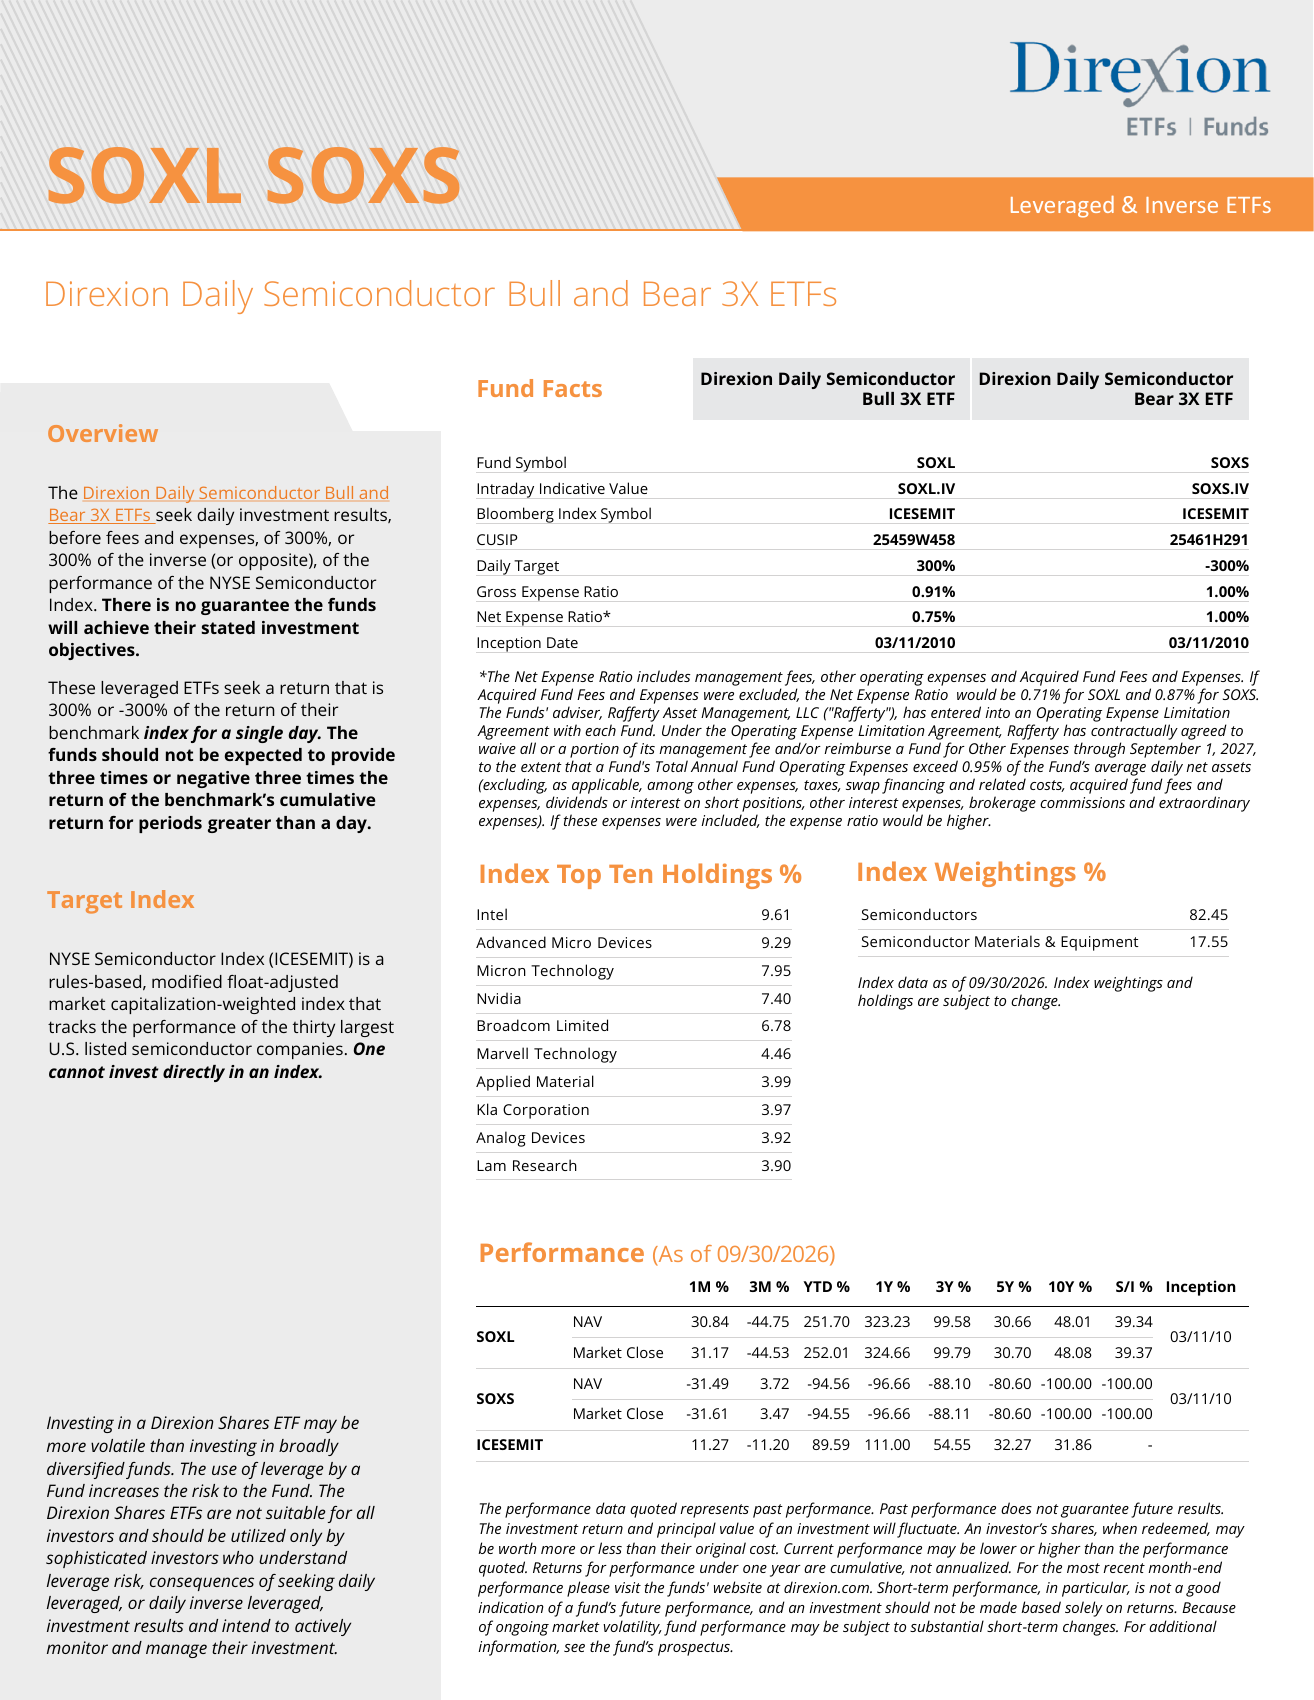 Direxion
ETFs | Funds
SOXL SOXS
Leveraged & Inverse ETFs
Direxion Daily Semiconductor Bull and Bear 3X ETFs
Overview
The Direxion Daily Semiconductor Bull and
Bear 3X ETFs seek daily investment results,
before fees and expenses, of 300%, or
300% of the inverse (or opposite), of the
performance of the NYSE Semiconductor
Index. There is no guarantee the funds
will achieve their stated investment
objectives.
These leveraged ETFs seek a return that is
300% or -300% of the return of their
benchmark index for a single day. The
funds should not be expected to provide
three times or negative three times the
return of the benchmark’s cumulative
return for periods greater than a day.
Target Index
NYSE Semiconductor Index (ICESEMIT) is a
rules-based, modified float-adjusted
market capitalization-weighted index that
tracks the performance of the thirty largest
U.S. listed semiconductor companies. One
cannot invest directly in an index.
Investing in a Direxion Shares ETF may be
more volatile than investing in broadly
diversified funds. The use of leverage by a
Fund increases the risk to the Fund. The
Direxion Shares ETFs are not suitable for all
investors and should be utilized only by
sophisticated investors who understand
leverage risk, consequences of seeking daily
leveraged, or daily inverse leveraged,
investment results and intend to actively
monitor and manage their investment.
Fund Facts
Direxion Daily Semiconductor
Bull 3X ETF
Direxion Daily Semiconductor
Bear 3X ETF
Fund Symbol SOXL SOXS
Intraday Indicative Value SOXL.IV SOXS.IV
Bloomberg Index Symbol ICESEMIT ICESEMIT
CUSIP 25459W458 25461H291
Daily Target 300% -300%
Gross Expense Ratio 0.91% 1.00%
Net Expense Ratio* 0.75% 1.00%
Inception Date 03/11/2010 03/11/2010
*The Net Expense Ratio includes management fees, other operating expenses and Acquired Fund Fees and Expenses. If
Acquired Fund Fees and Expenses were excluded, the Net Expense Ratio would be 0.71% for SOXL and 0.87% for SOXS.
The Funds' adviser, Rafferty Asset Management, LLC ("Rafferty"), has entered into an Operating Expense Limitation
Agreement with each Fund. Under the Operating Expense Limitation Agreement, Rafferty has contractually agreed to
waive all or a portion of its management fee and/or reimburse a Fund for Other Expenses through September 1, 2027,
to the extent that a Fund's Total Annual Fund Operating Expenses exceed 0.95% of the Fund’s average daily net assets
(excluding, as applicable, among other expenses, taxes, swap financing and related costs, acquired fund fees and
expenses, dividends or interest on short positions, other interest expenses, brokerage commissions and extraordinary
expenses). If these expenses were included, the expense ratio would be higher.
Index Top Ten Holdings %
Intel 9.61
Advanced Micro Devices 9.29
Micron Technology 7.95
Nvidia 7.40
Broadcom Limited 6.78
Marvell Technology 4.46
Applied Material 3.99
Kla Corporation 3.97
Analog Devices 3.92
Lam Research 3.90
Index Weightings %
Semiconductors 82.45
Semiconductor Materials & Equipment 17.55
Index data as of 09/30/2026. Index weightings and
holdings are subject to change.
Performance (As of 09/30/2026)
1M % 3M % YTD % 1Y % 3Y % 5Y % 10Y % S/I % Inception
SOXL
NAV 30.84 -44.75 251.70 323.23 99.58 30.66 48.01 39.34
Market Close 31.17 -44.53 252.01 324.66 99.79 30.70 48.08 39.37
03/11/10
SOXS
NAV -31.49 3.72 -94.56 -96.66 -88.10 -80.60 -100.00 -100.00
Market Close -31.61 3.47 -94.55 -96.66 -88.11 -80.60 -100.00 -100.00
03/11/10
ICESEMIT 11.27 -11.20 89.59 111.00 54.55 32.27 31.86 -
The performance data quoted represents past performance. Past performance does not guarantee future results.
The investment return and principal value of an investment will fluctuate. An investor’s shares, when redeemed, may
be worth more or less than their original cost. Current performance may be lower or higher than the performance
quoted. Returns for performance under one year are cumulative, not annualized. For the most recent month-end
performance please visit the funds' website at direxion.com. Short-term performance, in particular, is not a good
indication of a fund’s future performance, and an investment should not be made based solely on returns. Because
of ongoing market volatility, fund performance may be subject to substantial short-term changes. For additional
information, see the fund’s prospectus.